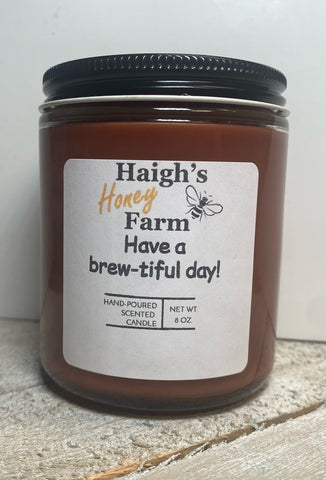 Haigh's
Honey
Farm
Have a
brew-tiful day!
HAND-POURED
SCENTED
CANDLE
NET WT
8 OZ